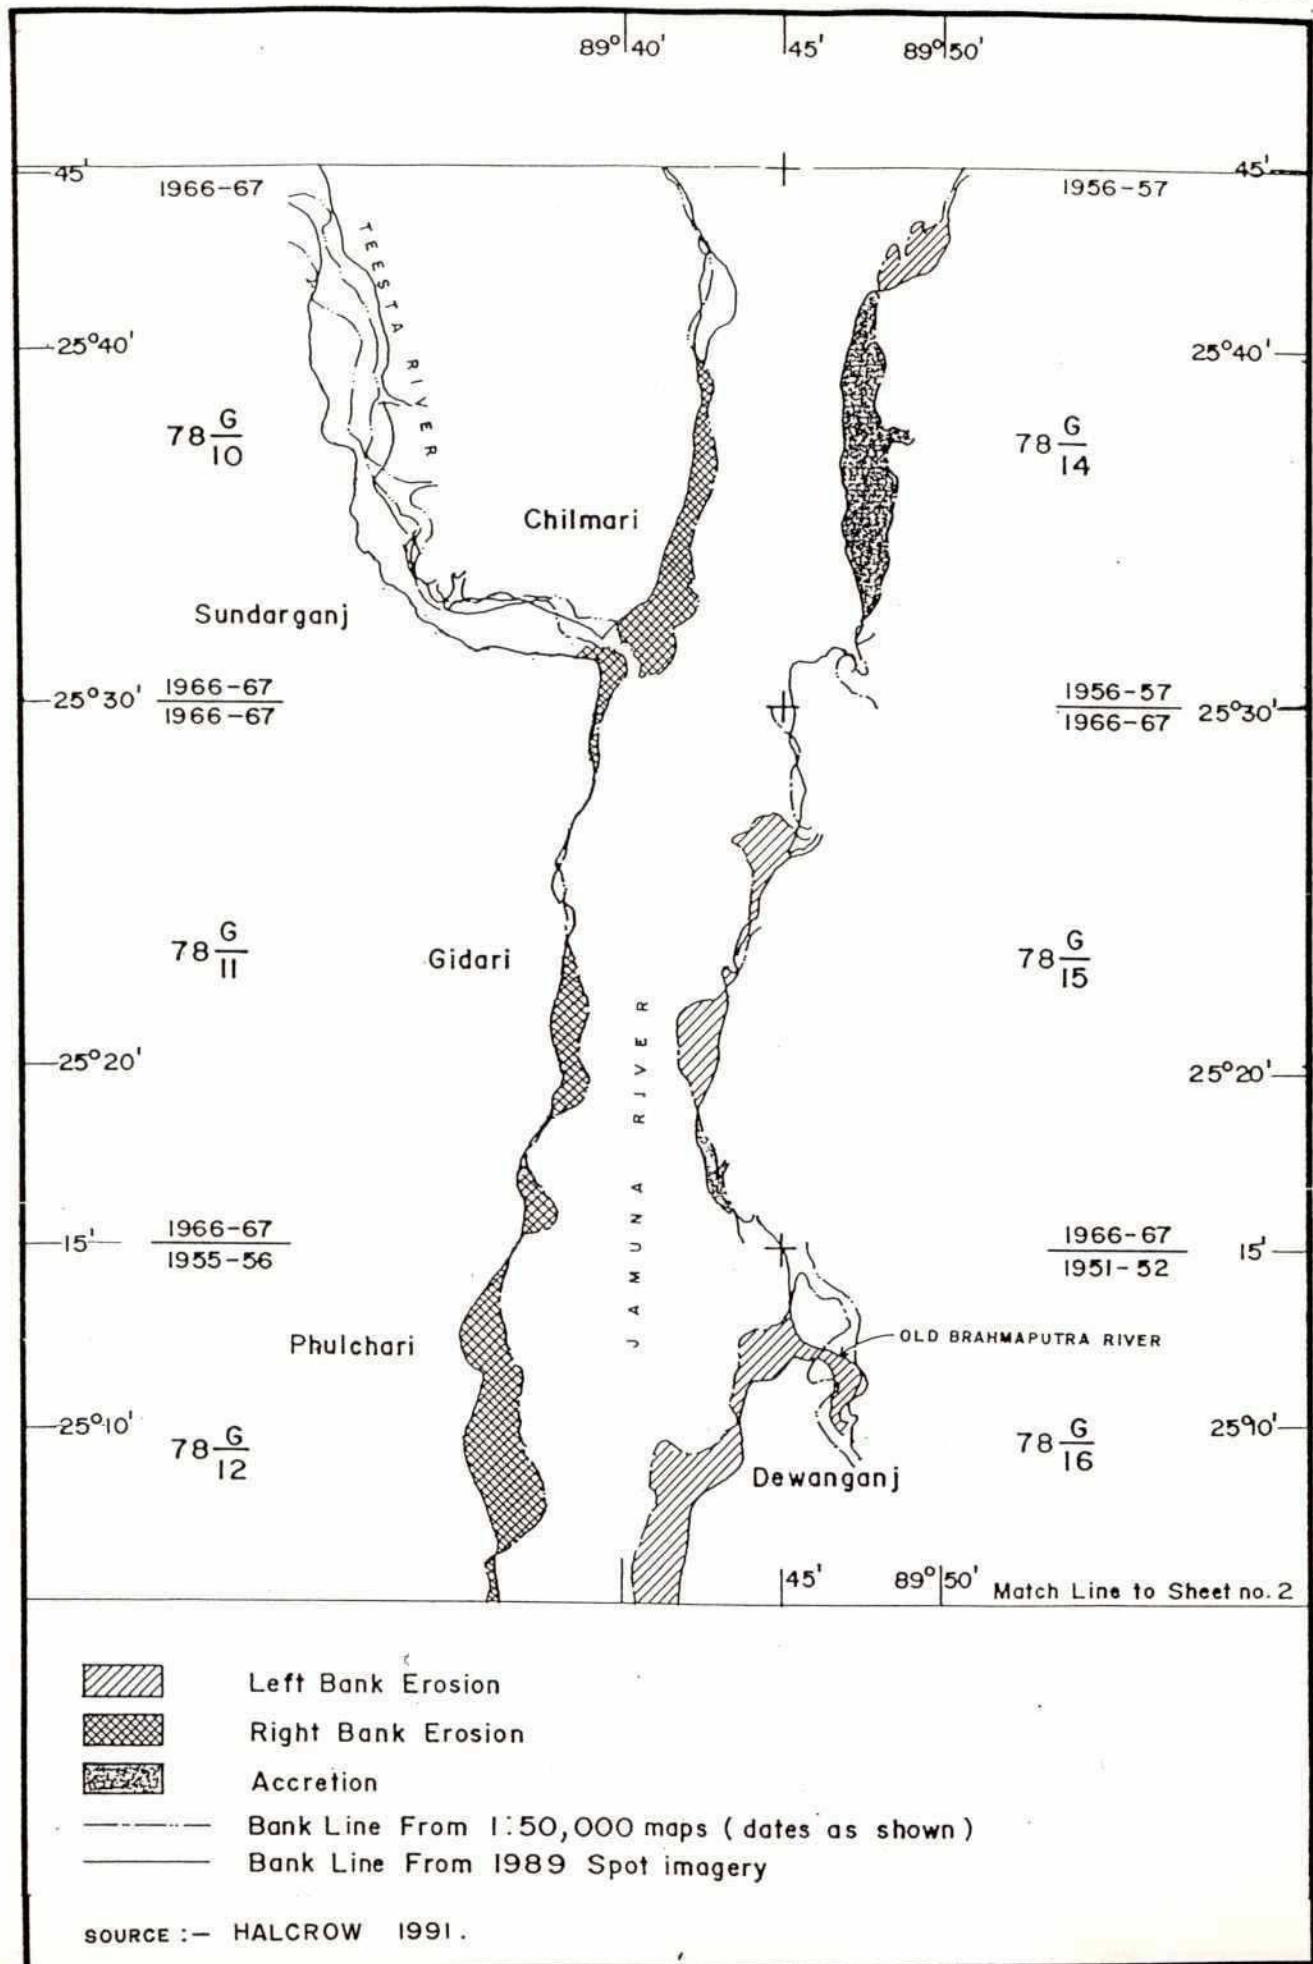 89°40' 45' 89°50'
45' 45'
1966-67 1956-57
TEESTA RIVER
25°40' 25°40'
78 G/10 78 G/14
Chilmari
Sundarganj
25°30' 1966-67 1956-57 25°30'
1966-67 1966-67
78 G/11 Gidari 78 G/15
JAMUNA RIVER
25°20' 25°20'
1966-67 1966-67
15' 15'
1955-56 1951-52
Phulchari OLD BRAHMAPUTRA RIVER
25°10' 25°10'
78 G/12 78 G/16
Dewanganj
45' 89°50' Match Line to Sheet no. 2
Left Bank Erosion
Right Bank Erosion
Accretion
Bank Line From 1:50,000 maps (dates as shown)
Bank Line From 1989 Spot imagery
SOURCE :- HALCROW 1991.